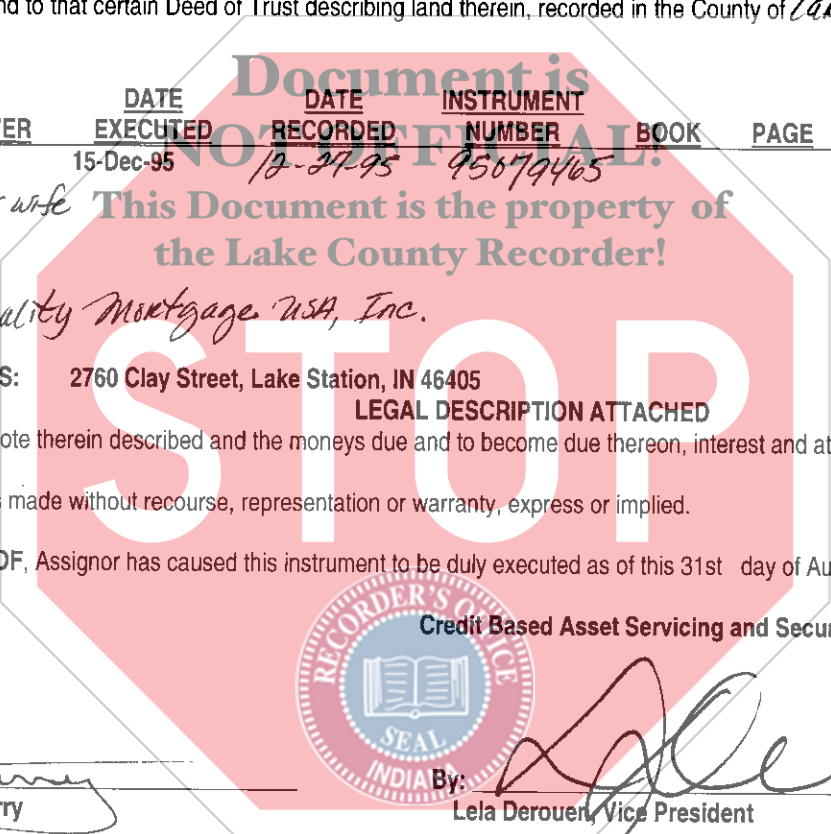 nd to that certain Deed of Trust describing land therein, recorded in the County of
Document is
DATE DATE INSTRUMENT
ER EXECUTED RECORDED NUMBER BOOK PAGE
NOT OFFICIAL!
15-Dec-95 12-27-95 95079465
wife
This Document is the property of
the Lake County Recorder!
ality Mortgage USA, Inc.
S: 2760 Clay Street, Lake Station, IN 46405
LEGAL DESCRIPTION ATTACHED
STOP
ote therein described and the moneys due and to become due thereon, interest and at
s made without recourse, representation or warranty, express or implied.
OF, Assignor has caused this instrument to be duly executed as of this 31st day of Au
RECORDER'S OFFICE
Credit Based Asset Servicing and Secur
SEAL
INDIANA
By:
rry
Lela Derouen, Vice President